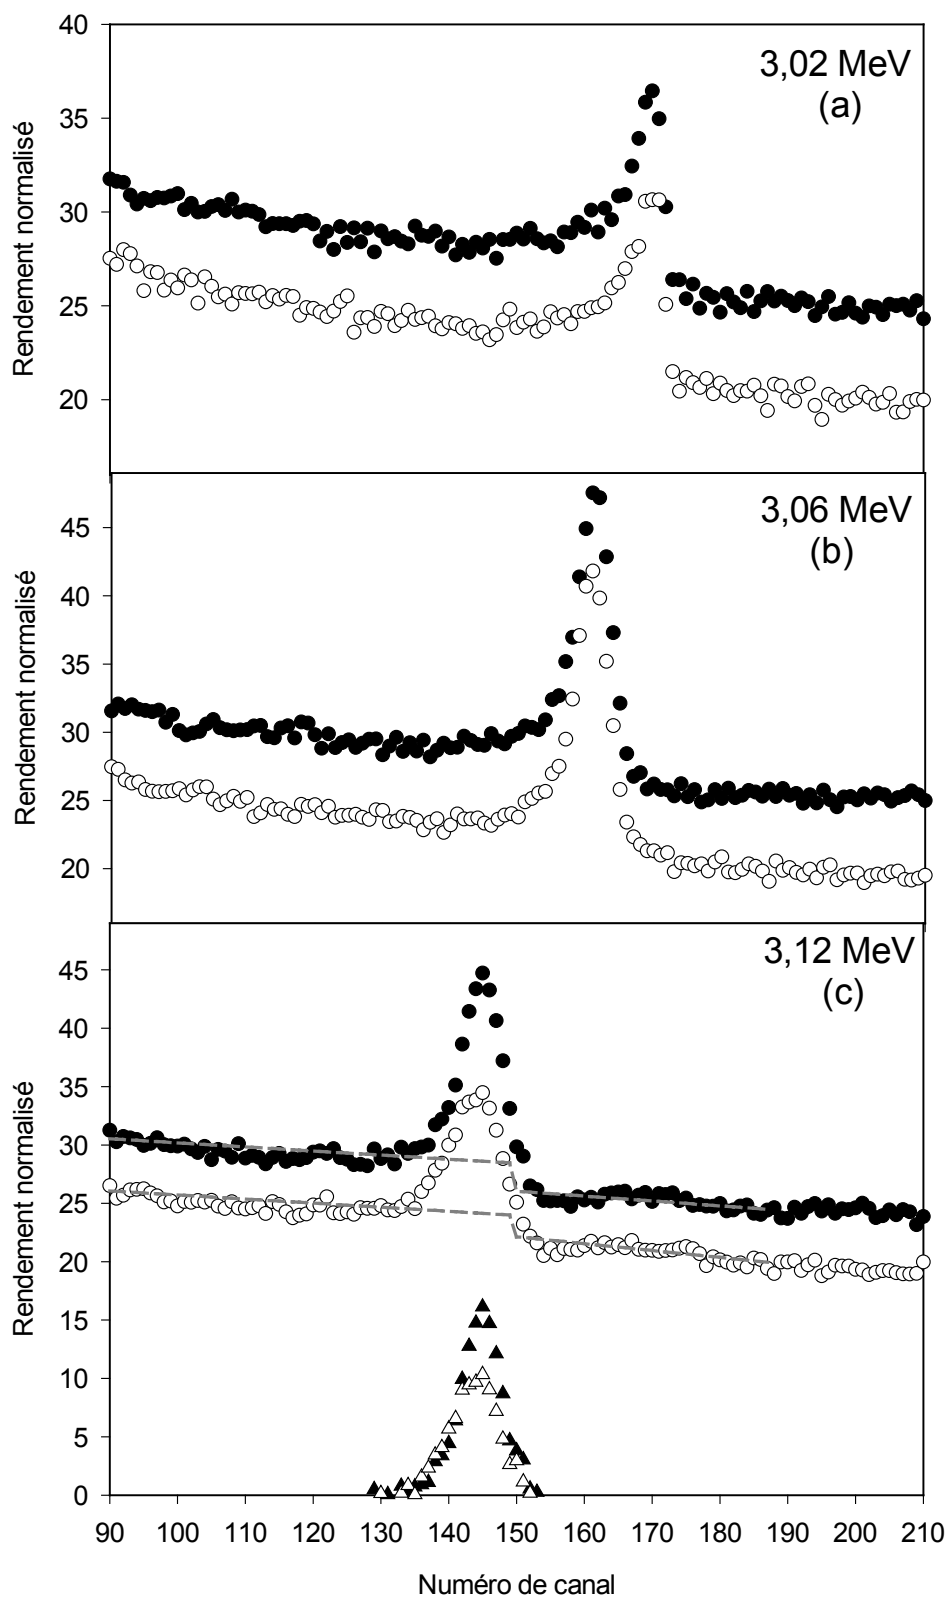 40
35
30
25
20
Rendement normalisé
3,02 MeV
(a)
45
40
35
30
25
20
Rendement normalisé
3,06 MeV
(b)
45
40
35
30
25
20
15
10
5
0
Rendement normalisé
3,12 MeV
(c)
90 100 110 120 130 140 150 160 170 180 190 200 210
Numéro de canal